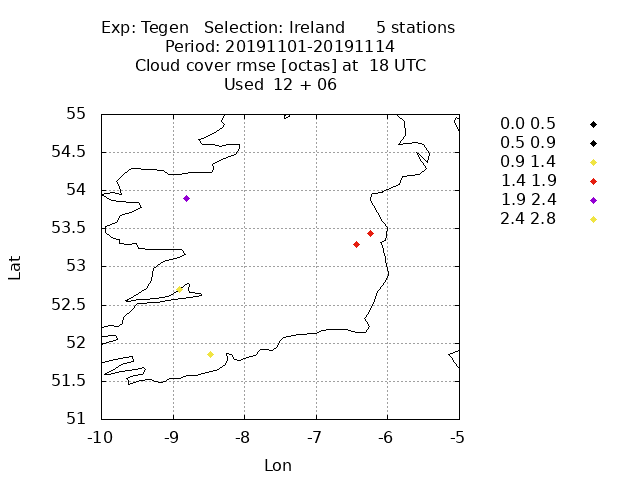 Exp: Tegen   Selection: Ireland      5 stations
Period: 20191101-20191114
Cloud cover rmse [octas] at  18 UTC
Used  12 + 06
55
54.5
54
53.5
53
52.5
52
51.5
51
-10 -9 -8 -7 -6 -5
Lat
Lon
0.0 0.5
0.5 0.9
0.9 1.4
1.4 1.9
1.9 2.4
2.4 2.8